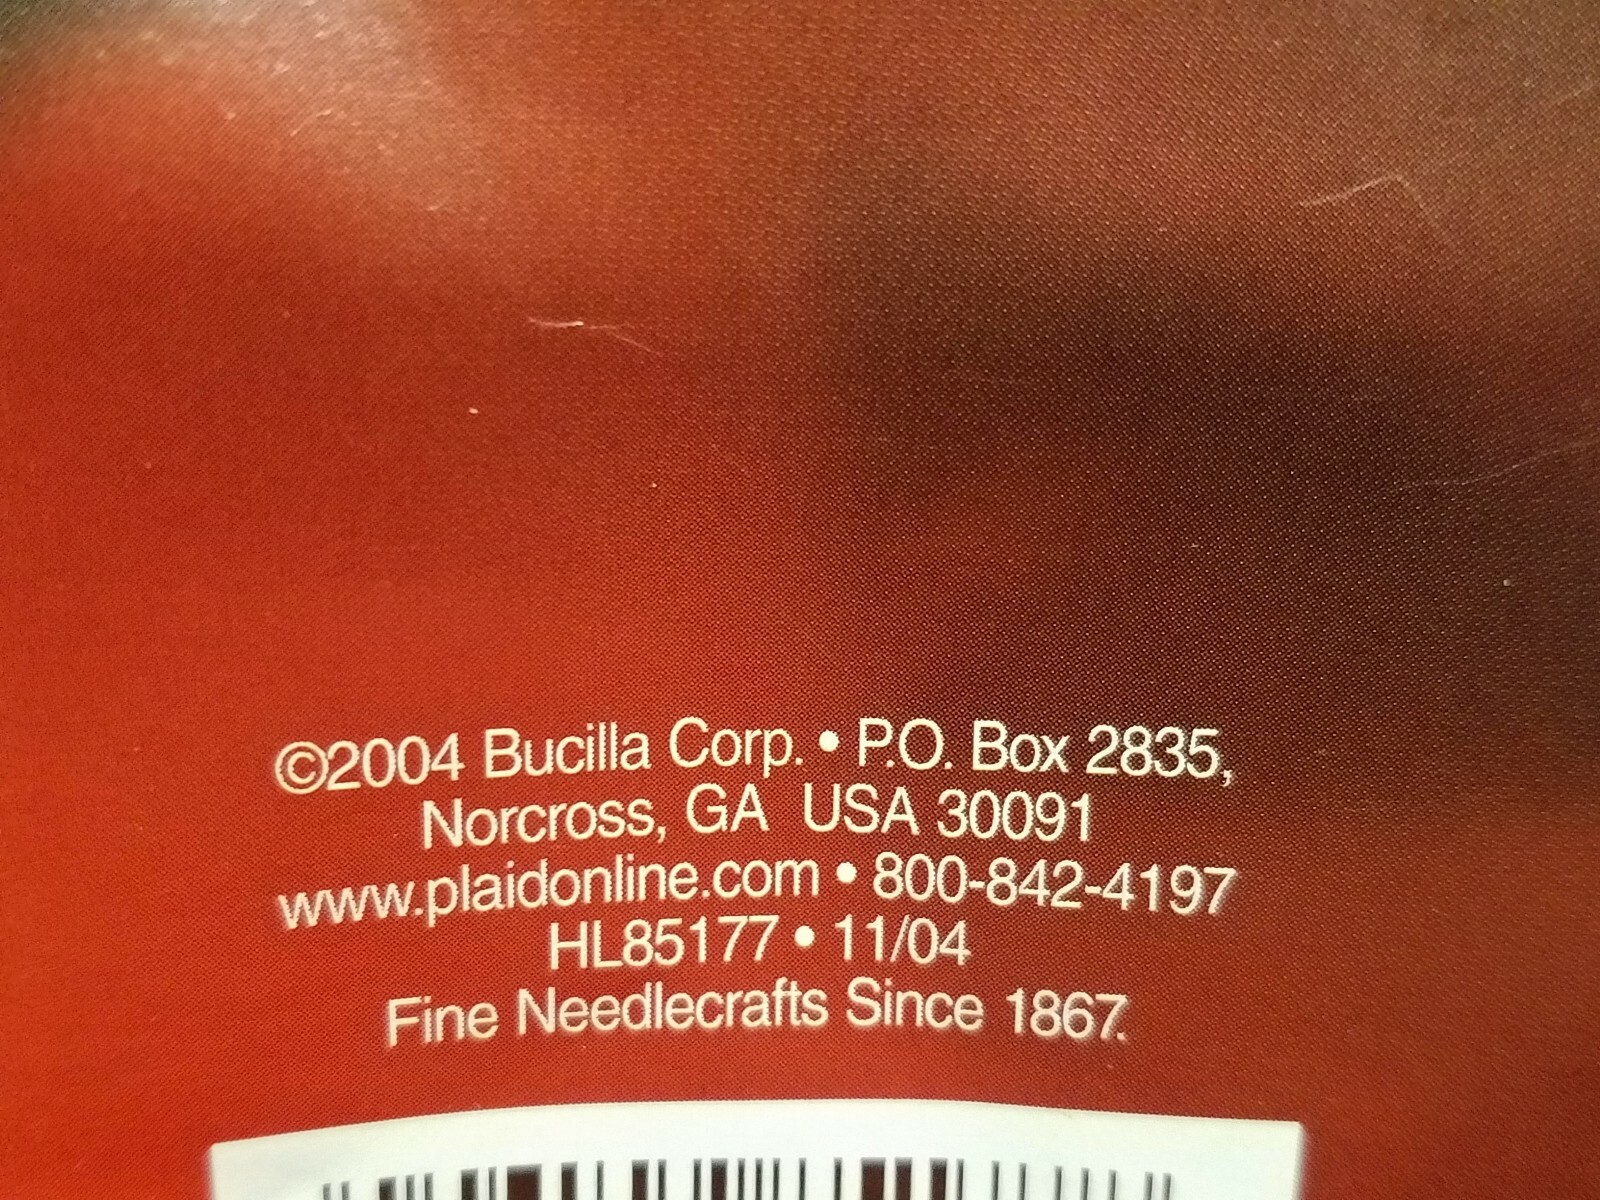 ©2004 Bucilla Corp. • P.O. Box 2835,
Norcross, GA USA 30091
www.plaidonline.com • 800-842-4197
HL85177 • 11/04
Fine Needlecrafts Since 1867.